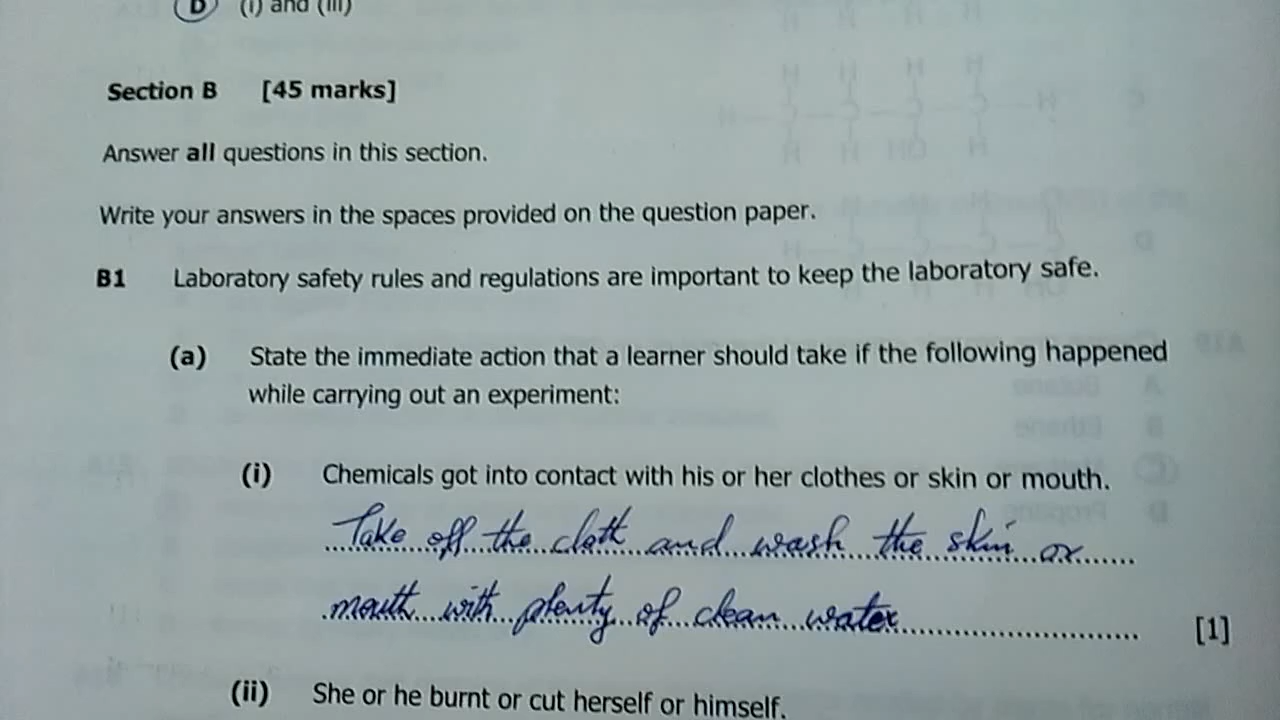 D (i) and (iii)
Section B [45 marks]
Answer all questions in this section.
Write your answers in the spaces provided on the question paper.
B1 Laboratory safety rules and regulations are important to keep the laboratory safe.
(a) State the immediate action that a learner should take if the following happened
while carrying out an experiment:
(i) Chemicals got into contact with his or her clothes or skin or mouth.
Take off the cloth and wash the skin or
mouth with plenty of clean water
[1]
(ii) She or he burnt or cut herself or himself.